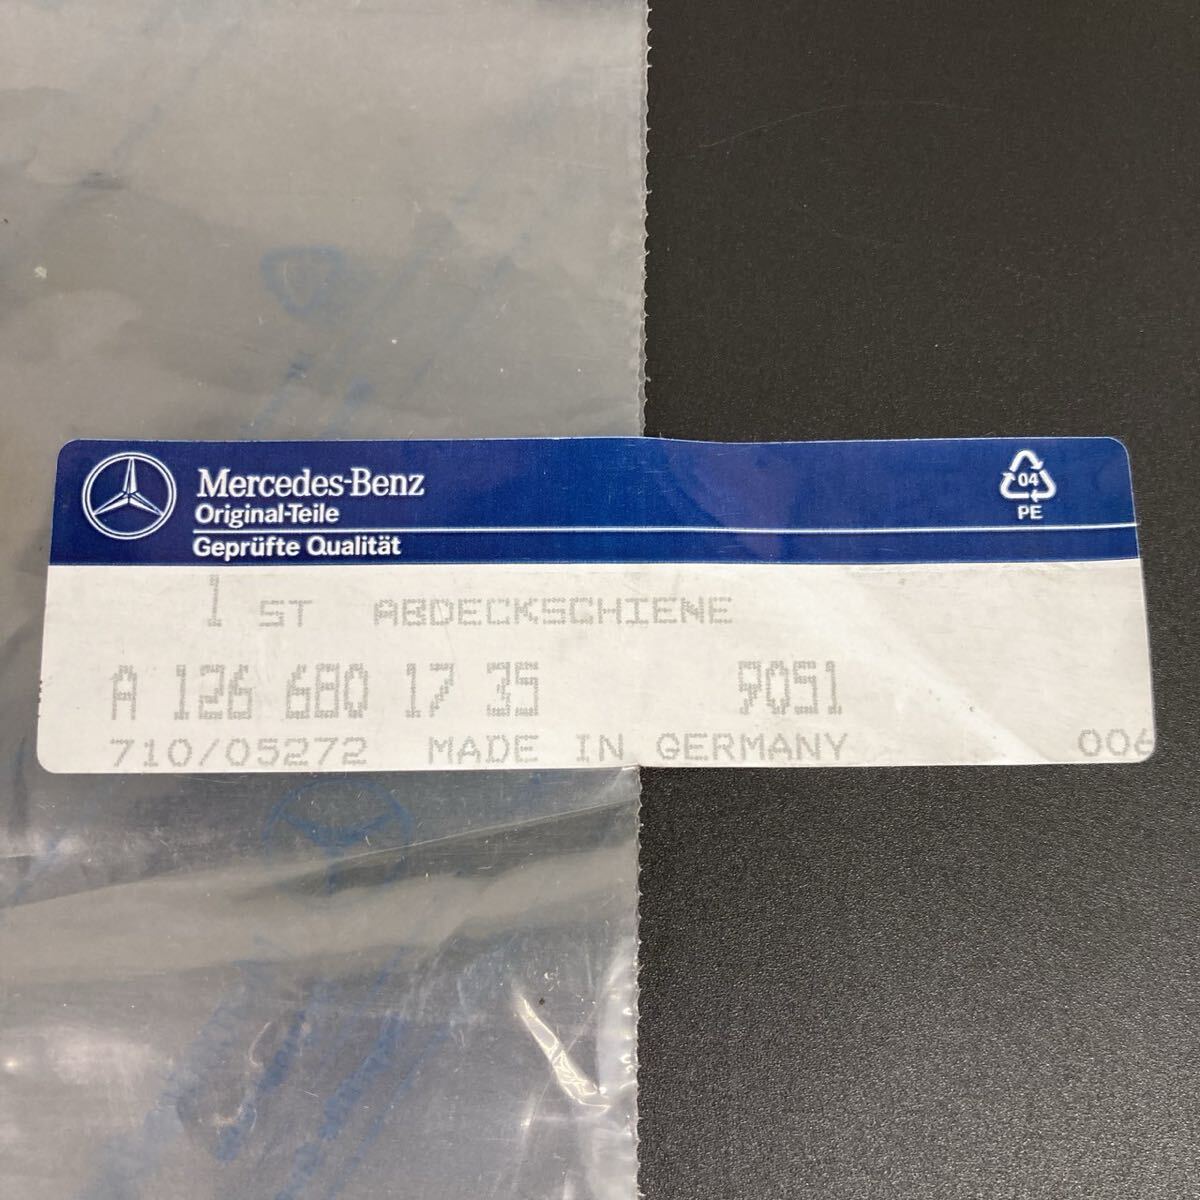 Mercedes-Benz
Original-Teile
Geprüfte Qualität
04
PE
1 ST ABDECKSCHIENE
A 126 680 17 35 9051
710/05272 MADE IN GERMANY 006